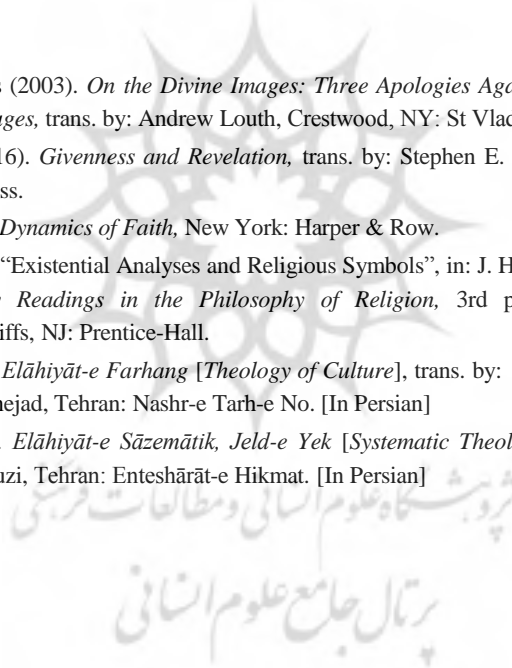 s (2003). On the Divine Images: Three Apologies Aga
ages, trans. by: Andrew Louth, Crestwood, NY: St Vlad
16). Givenness and Revelation, trans. by: Stephen E.
ss.
Dynamics of Faith, New York: Harper & Row.
“Existential Analyses and Religious Symbols”, in: J. H
Readings in the Philosophy of Religion, 3rd p
iffs, NJ: Prentice-Hall.
Elāhiyāt-e Farhang [Theology of Culture], trans. by:
nejad, Tehran: Nashr-e Tarh-e No. [In Persian]
. Elāhiyāt-e Sāzemātik, Jeld-e Yek [Systematic Theol
uzi, Tehran: Enteshārāt-e Hikmat. [In Persian]
پژوهشگاه علوم انسانی و مطالعات فرهنگی
پرتال جامع علوم انسانی